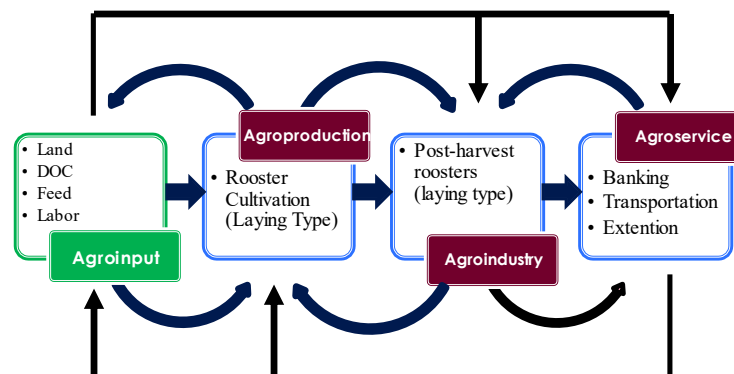 • Land
• DOC
• Feed
• Labor
Agroinput
Agroproduction
• Rooster
Cultivation
(Laying Type)
• Post-harvest
roosters
(laying type)
Agroindustry
Agroservice
• Banking
• Transportation
• Extention